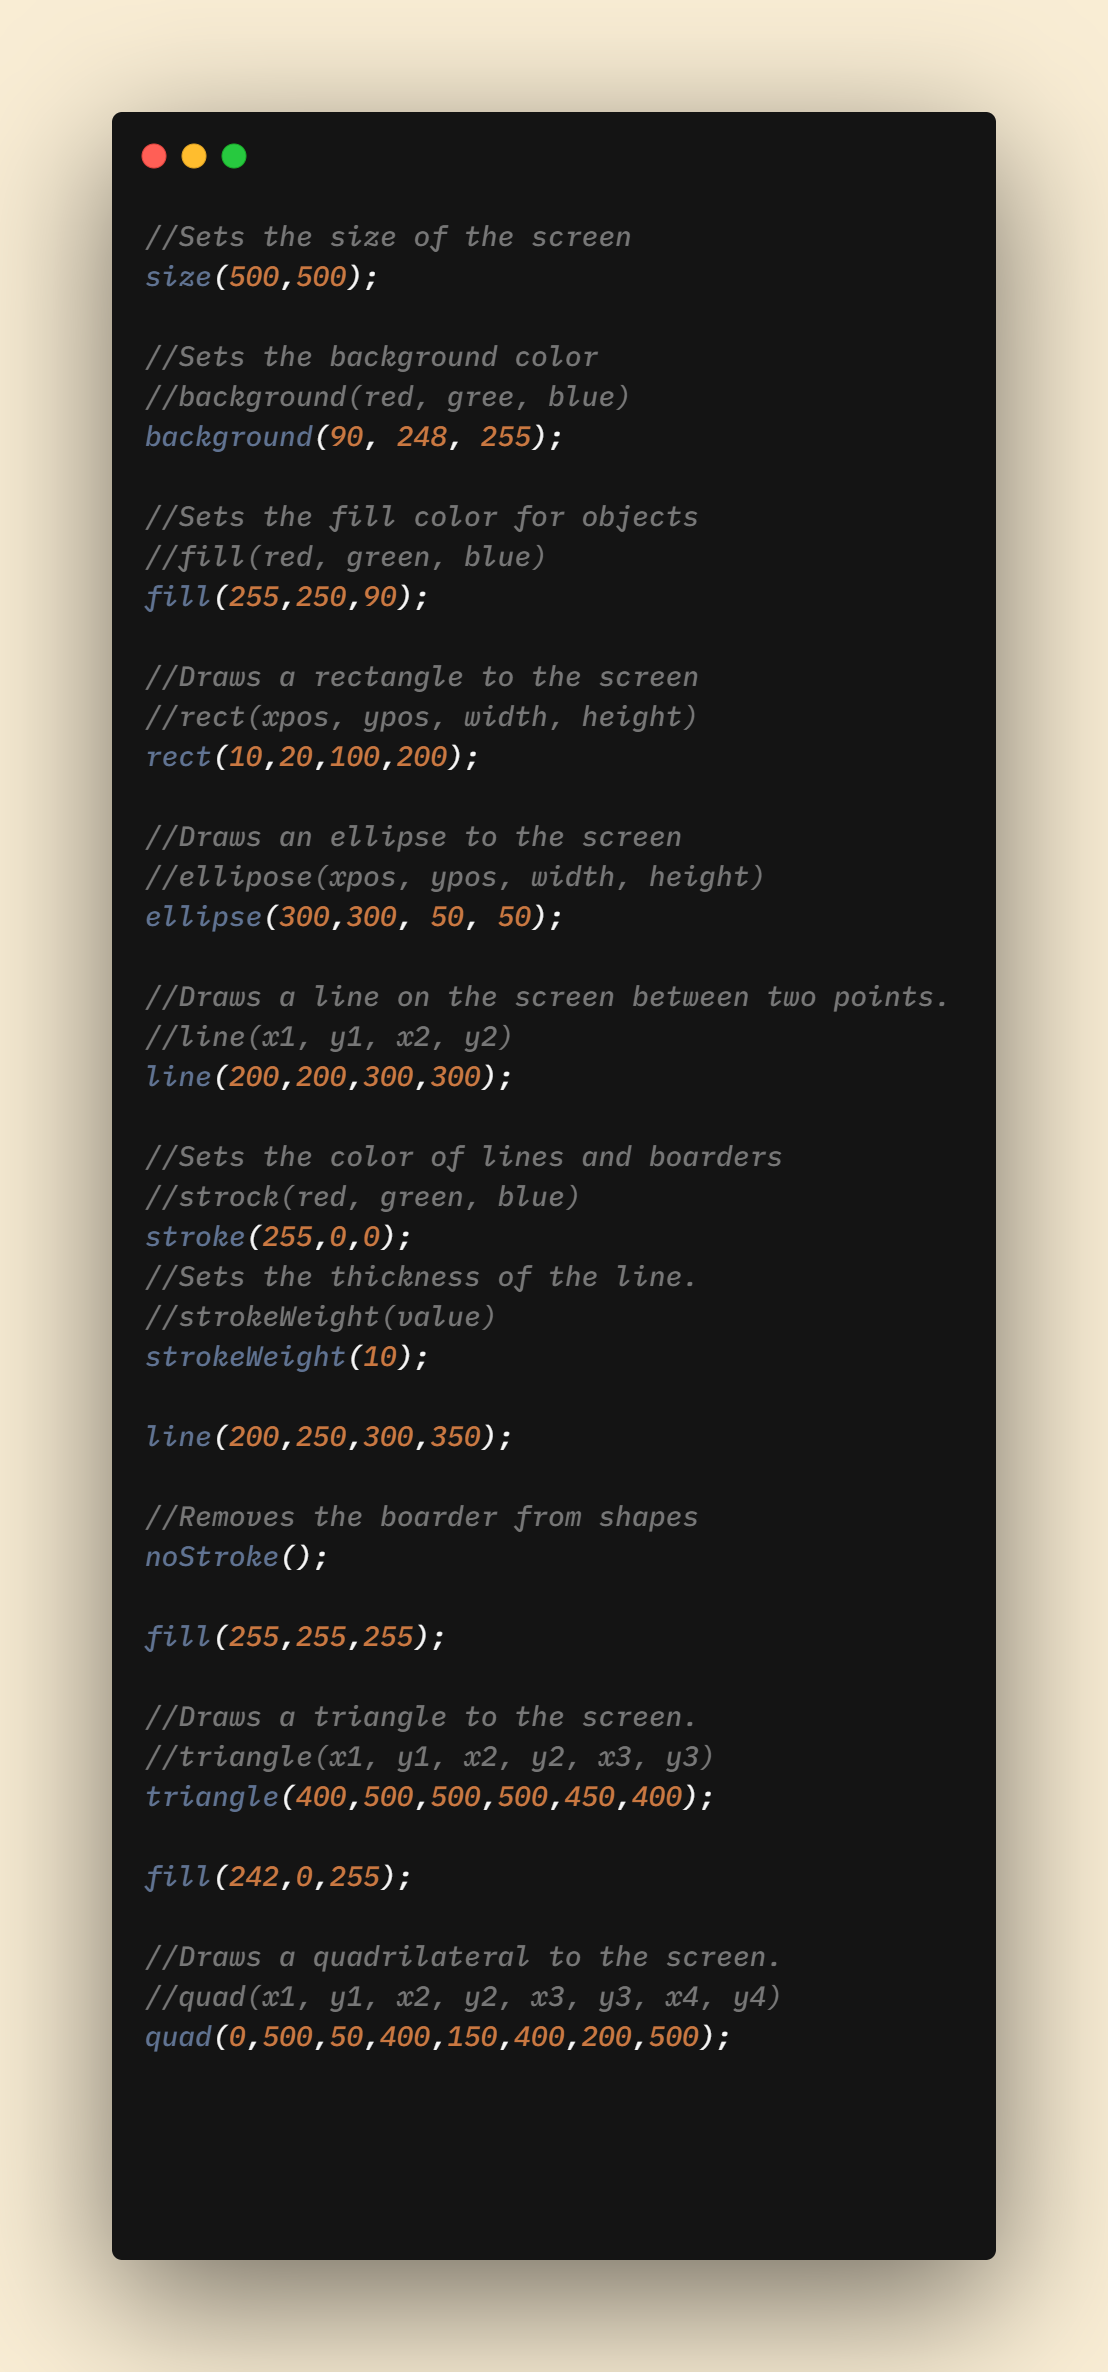 //Sets the size of the screen
size(500,500);
//Sets the background color
//background(red, gree, blue)
background(90, 248, 255);
//Sets the fill color for objects
//fill(red, green, blue)
fill(255,250,90);
//Draws a rectangle to the screen
//rect(xpos, ypos, width, height)
rect(10,20,100,200);
//Draws an ellipse to the screen
//ellipose(xpos, ypos, width, height)
ellipse(300,300, 50, 50);
//Draws a line on the screen between two points.
//line(x1, y1, x2, y2)
line(200,200,300,300);
//Sets the color of lines and boarders
//strock(red, green, blue)
stroke(255,0,0);
//Sets the thickness of the line.
//strokeWeight(value)
strokeWeight(10);
line(200,250,300,350);
//Removes the boarder from shapes
noStroke();
fill(255,255,255);
//Draws a triangle to the screen.
//triangle(x1, y1, x2, y2, x3, y3)
triangle(400,500,500,500,450,400);
fill(242,0,255);
//Draws a quadrilateral to the screen.
//quad(x1, y1, x2, y2, x3, y3, x4, y4)
quad(0,500,50,400,150,400,200,500);